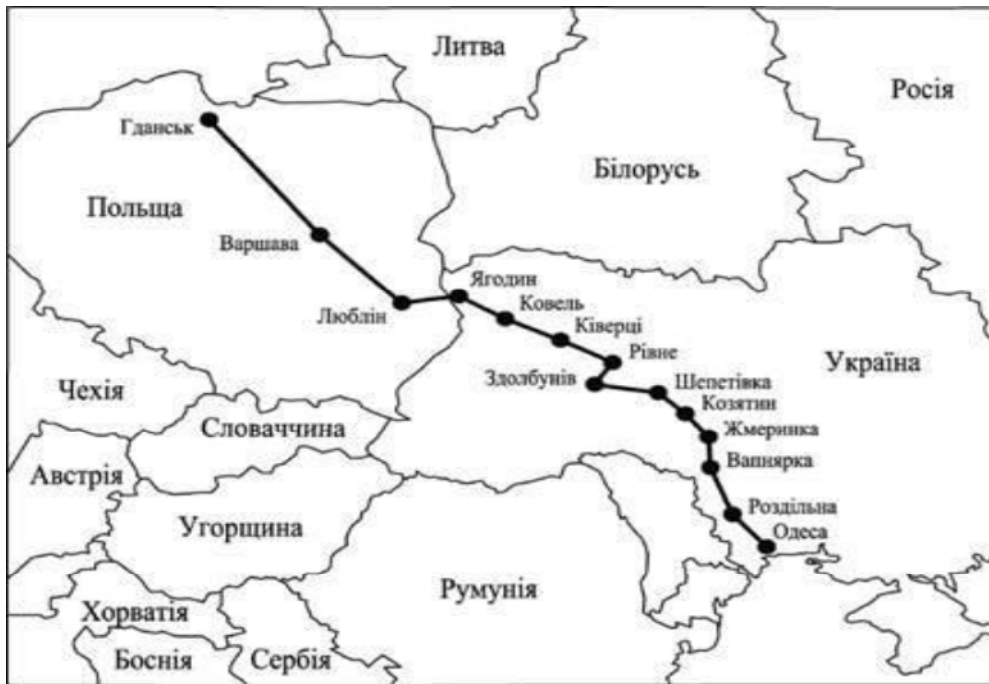 Литва
Росія
Гданськ
Білорусь
Польща
Варшава
Ягодин
Люблін
Ковель
Ківерці
Рівне
Україна
Здолбунів
Шепетівка
Чехія
Козятин
Словаччина
Жмеринка
Австрія
Вапнярка
Роздільна
Угорщина
Одеса
Румунія
Хорватія
Боснія
Сербія